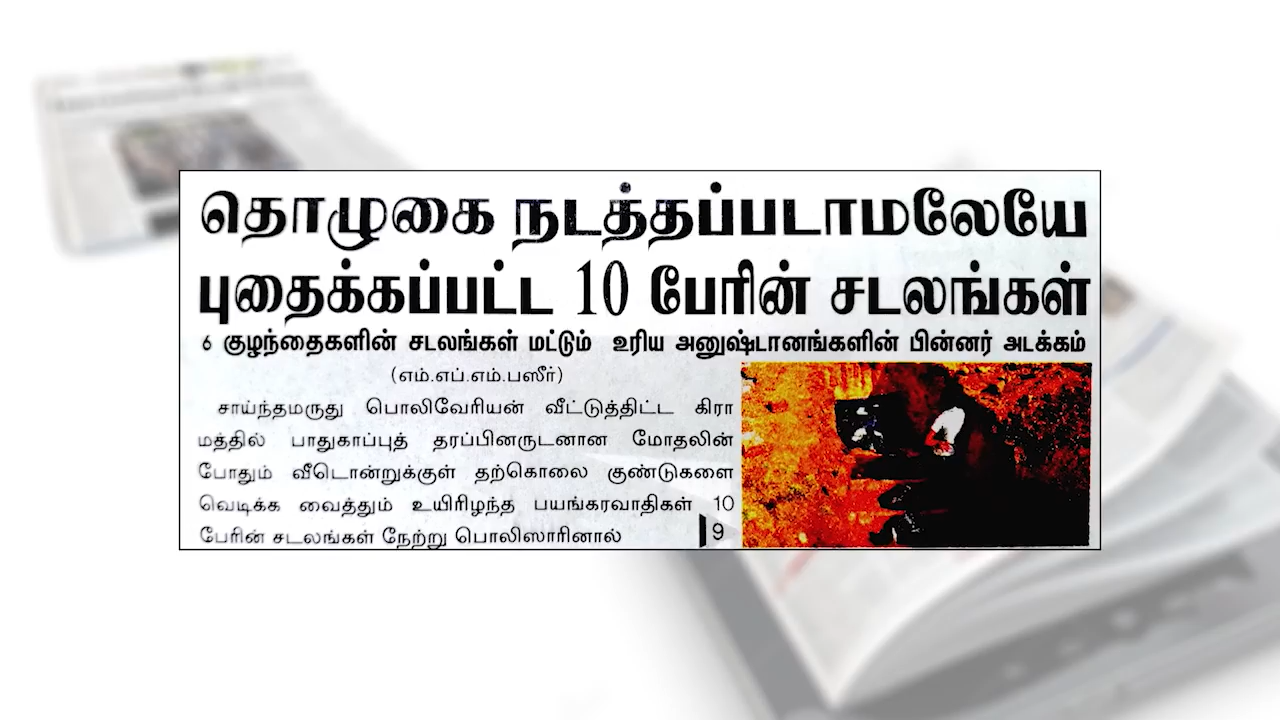 தொழுகை நடத்தப்படாமலேயே
புதைக்கப்பட்ட 10 பேரின் சடலங்கள்
6 குழந்தைகளின் சடலங்கள் மட்டும் உரிய அனுஷ்டானங்களின் பின்னர் அடக்கம்
(எம்.எப்.எம்.பஸீர்)
சாய்ந்தமருது பொலிவேரியன் வீட்டுத்திட்ட கிரா
மத்தில் பாதுகாப்புத் தரப்பினருடனான மோதலின்
போதும் வீடொன்றுக்குள் தற்கொலை குண்டுகளை
வெடிக்க வைத்தும் உயிரிழந்த பயங்கரவாதிகள் 10
பேரின் சடலங்கள் நேற்று பொலிஸாரினால்
9